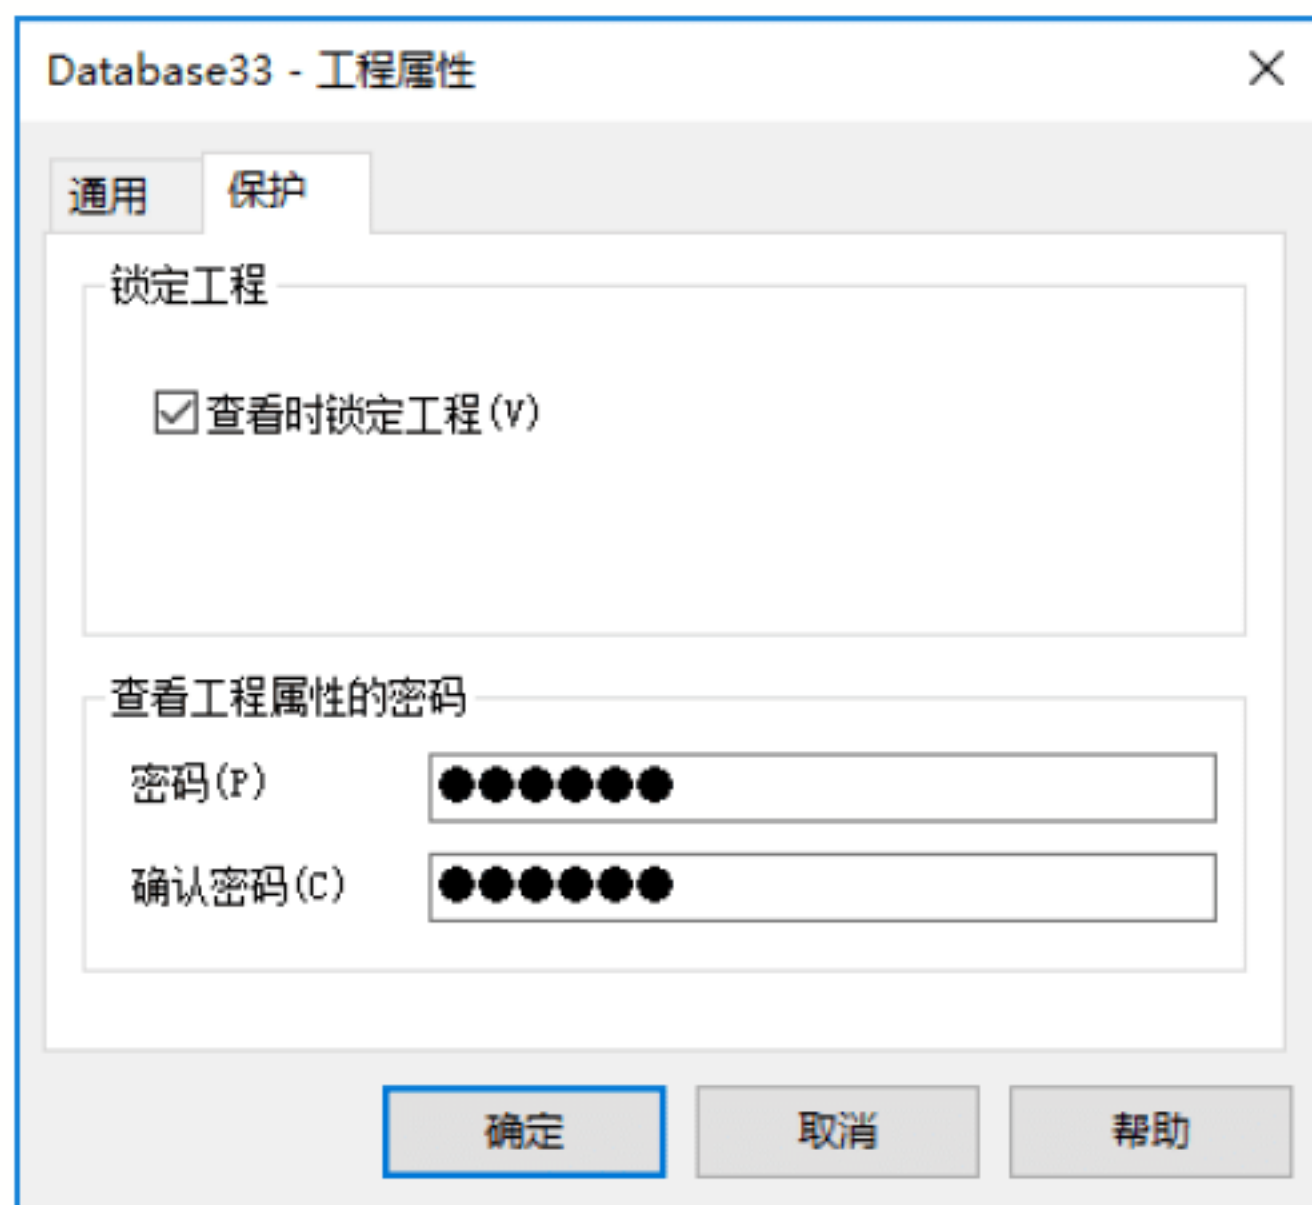 Database33 - 工程属性
通用 保护
锁定工程
查看时锁定工程(V)
查看工程属性的密码
密码(P) ●●●●●●
确认密码(C) ●●●●●●
确定 取消 帮助